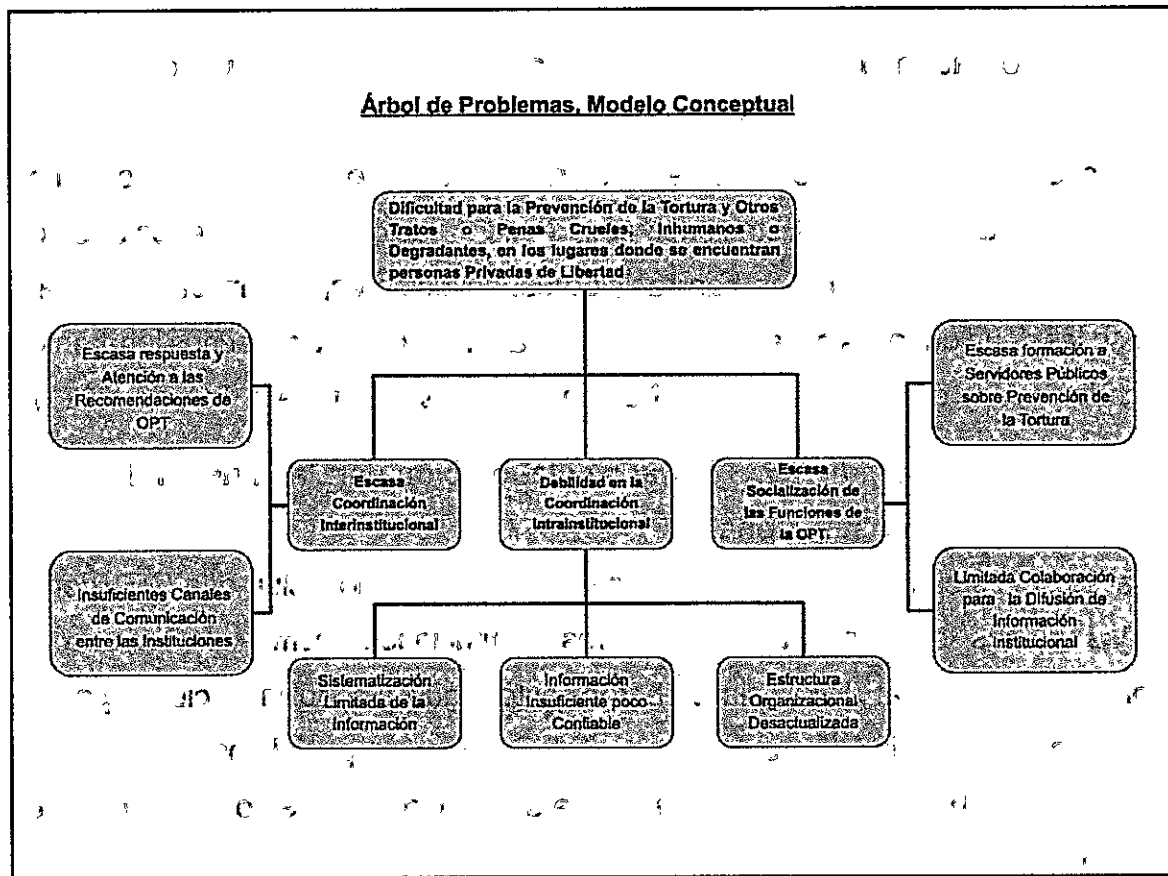 Árbol de Problemas, Modelo Conceptual
Dificultad para la Prevención de la Tortura y Otros
Tratos o Penas Crueles, Inhumanos o
Degradantes, en los lugares donde se encuentran
personas Privadas de Libertad
Escasa respuesta y
Atención a las
Recomendaciones de
OPT
Escasa formación a
Servidores Públicos
sobre Prevención de
la Tortura
Escasa
Coordinación
Interinstitucional
Debilidad en la
Coordinación
Intrainstitucional
Escasa
Socialización de
las Funciones de
la OPT.
Insuficientes Canales
de Comunicación
entre las Instituciones
Limitada Colaboración
para la Difusión de
Información
Institucional
Sistematización
Limitada de la
Información
Información
Insuficiente poco
Confiable
Estructura
Organizacional
Desactualizada